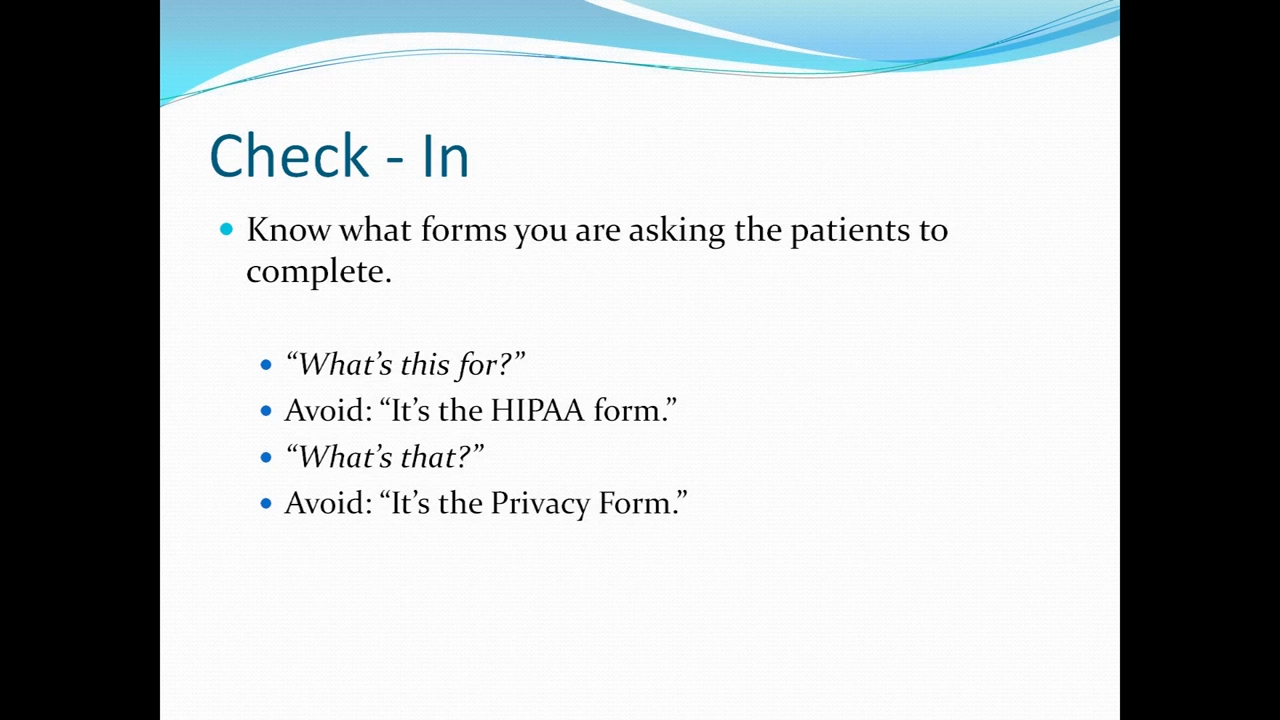 Check - In
Know what forms you are asking the patients to
complete.
“What’s this for?”
Avoid: “It’s the HIPAA form.”
“What’s that?”
Avoid: “It’s the Privacy Form.”